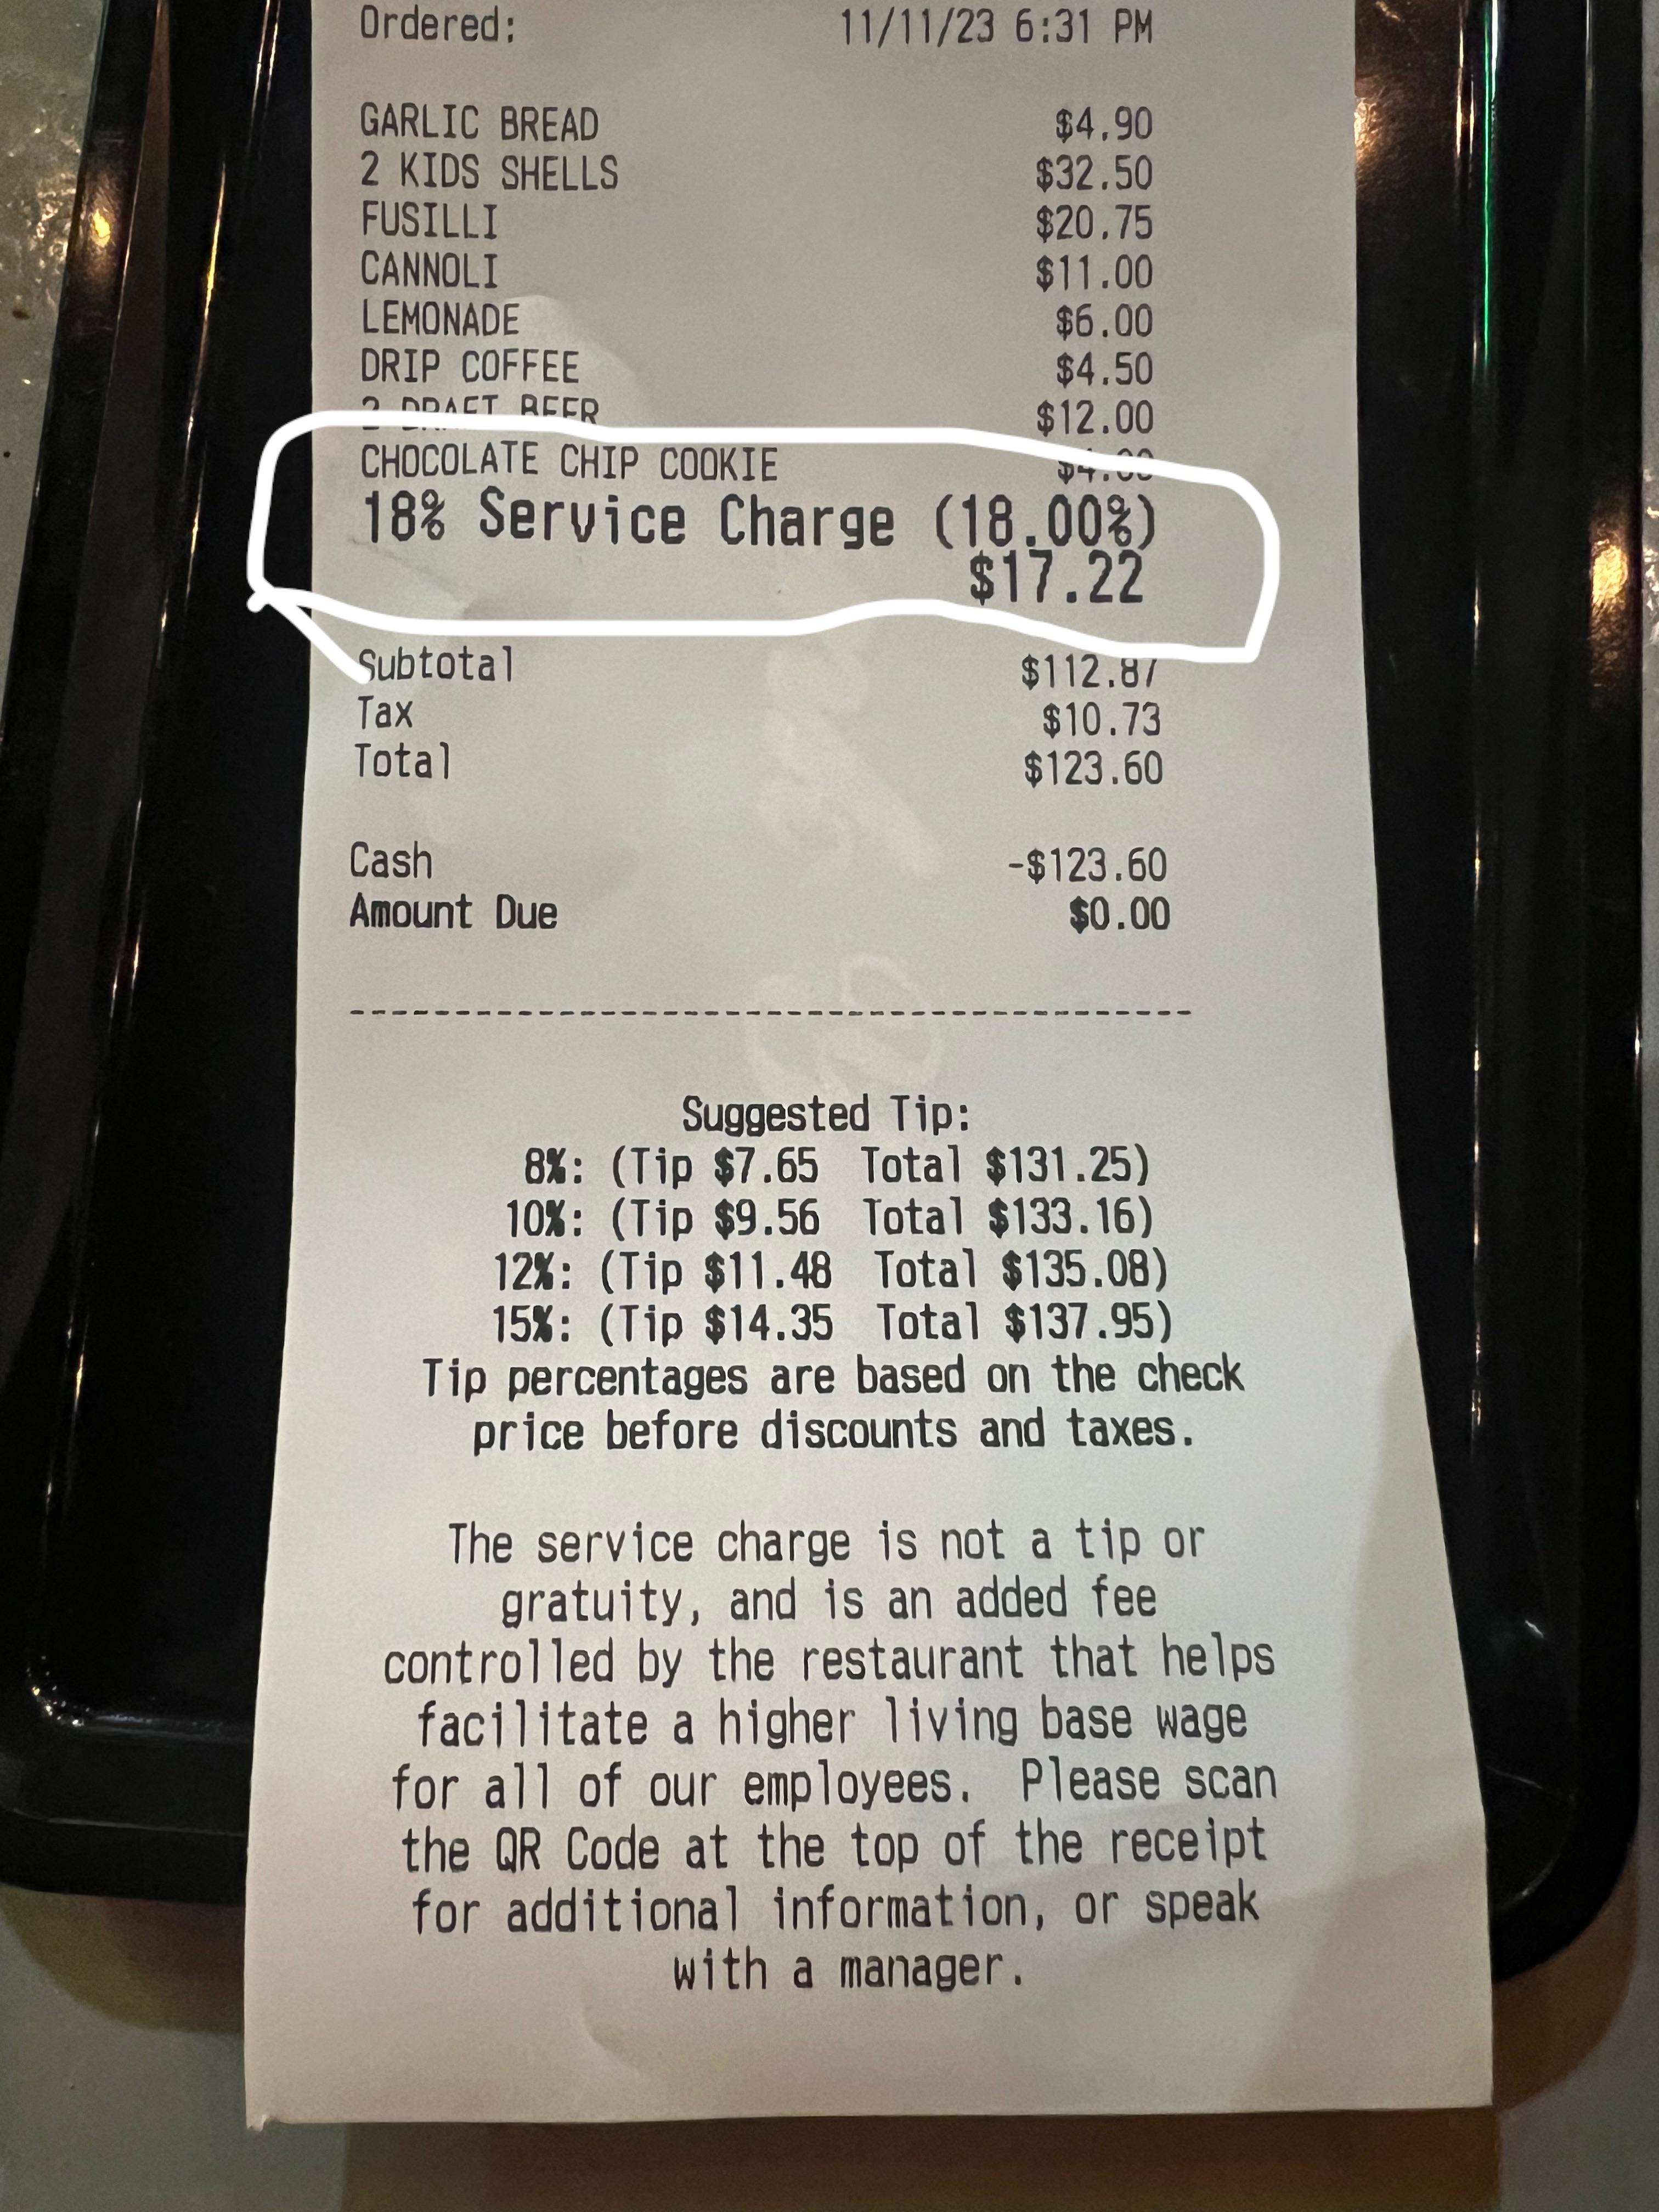 Ordered: 11/11/23 6:31 PM
GARLIC BREAD $4.90
2 KIDS SHELLS $32.50
FUSILLI $20.75
CANNOLI $11.00
LEMONADE $6.00
DRIP COFFEE $4.50
2 DRAFT BEER $12.00
CHOCOLATE CHIP COOKIE $4.00
18% Service Charge (18.00%)
$17.22
Subtotal $112.87
Tax $10.73
Total $123.60
Cash -$123.60
Amount Due $0.00
Suggested Tip:
8%: (Tip $7.65 Total $131.25)
10%: (Tip $9.56 Total $133.16)
12%: (Tip $11.48 Total $135.08)
15%: (Tip $14.35 Total $137.95)
Tip percentages are based on the check
price before discounts and taxes.
The service charge is not a tip or
gratuity, and is an added fee
controlled by the restaurant that helps
facilitate a higher living base wage
for all of our employees. Please scan
the QR Code at the top of the receipt
for additional information, or speak
with a manager.